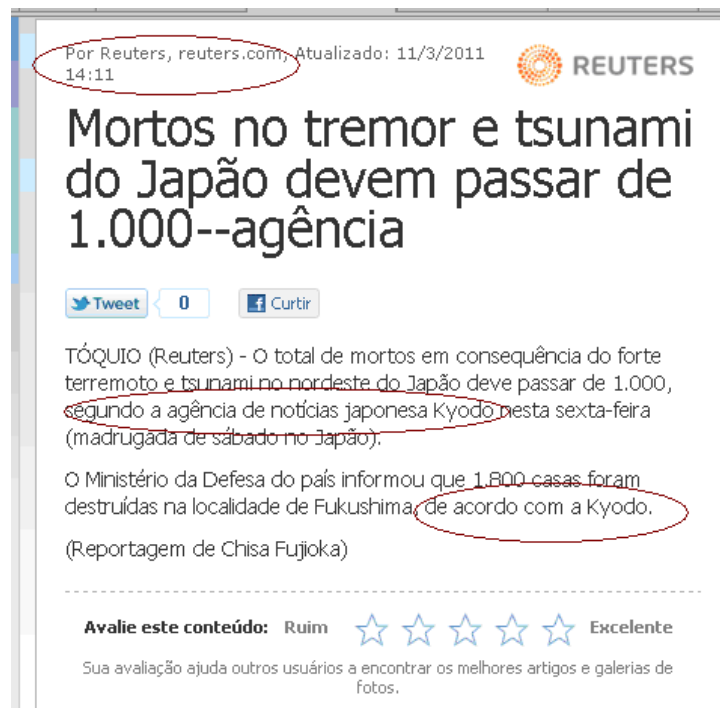 Por Reuters, reuters.com, Atualizado: 11/3/2011
14:11
REUTERS
Mortos no tremor e tsunami
do Japão devem passar de
1.000--agência
Tweet 0 Curtir
TÓQUIO (Reuters) - O total de mortos em consequência do forte
terremoto e tsunami no nordeste do Japão deve passar de 1.000,
segundo a agência de notícias japonesa Kyodo nesta sexta-feira
(madrugada de sábado no Japão).
O Ministério da Defesa do país informou que 1.800 casas foram
destruídas na localidade de Fukushima, de acordo com a Kyodo.
(Reportagem de Chisa Fujioka)
Avalie este conteúdo: Ruim Excelente
Sua avaliação ajuda outros usuários a encontrar os melhores artigos e galerias de
fotos.